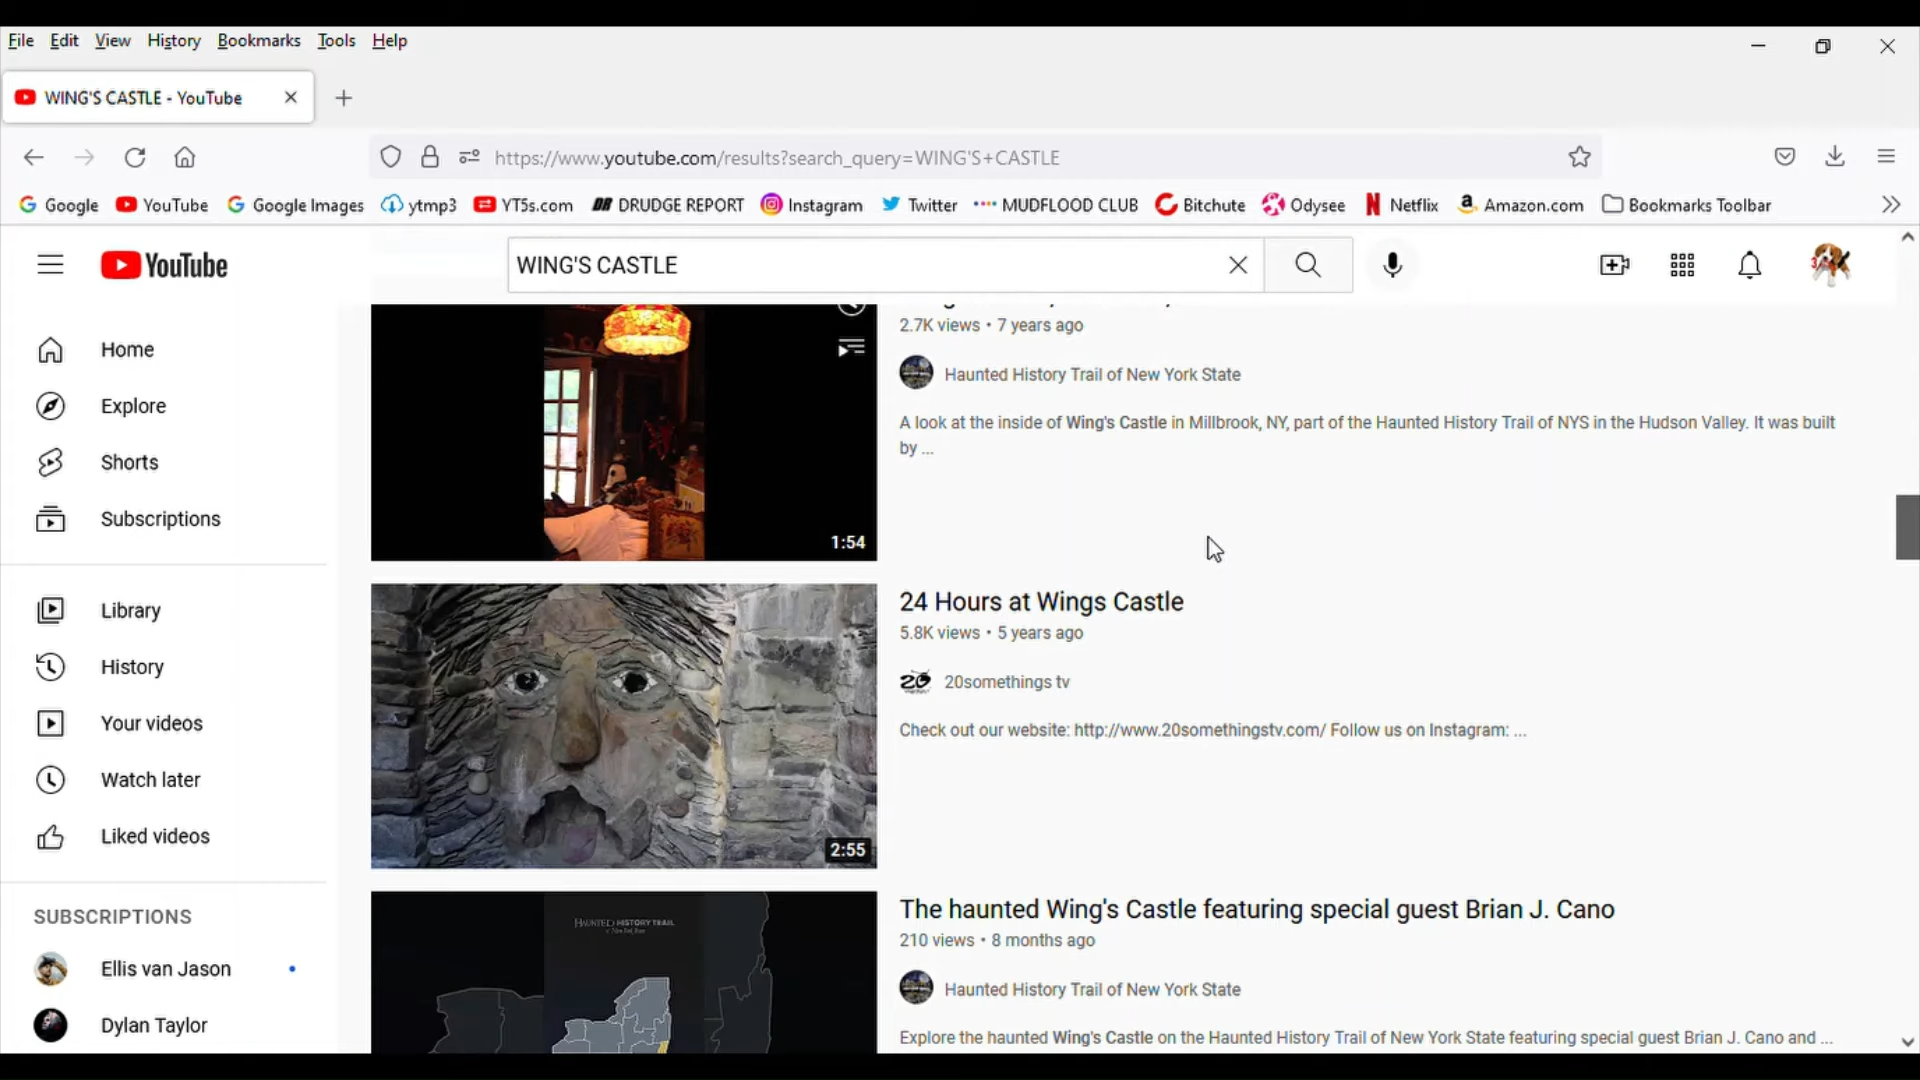 File Edit View History Bookmarks Tools Help
WING'S CASTLE - YouTube
https://www.youtube.com/results?search_query=WING'S+CASTLE
Google YouTube Google Images ytmp3 YT5s.com DRUDGE REPORT Instagram Twitter MUDFLOOD CLUB Bitchute Odysee Netflix Amazon.com Bookmarks Toolbar
YouTube
WING'S CASTLE
Home
Explore
Shorts
Subscriptions
Library
History
Your videos
Watch later
Liked videos
SUBSCRIPTIONS
Ellis van Jason
Dylan Taylor
1:54
2.7K views • 7 years ago
Haunted History Trail of New York State
A look at the inside of Wing's Castle in Millbrook, NY, part of the Haunted History Trail of NYS in the Hudson Valley. It was built
by ...
2:55
24 Hours at Wings Castle
5.8K views • 5 years ago
20somethings tv
Check out our website: http://www.20somethingstv.com/ Follow us on Instagram: ...
HAUNTED HISTORY TRAIL
of New York State
The haunted Wing's Castle featuring special guest Brian J. Cano
210 views • 8 months ago
Haunted History Trail of New York State
Explore the haunted Wing's Castle on the Haunted History Trail of New York State featuring special guest Brian J. Cano and ...